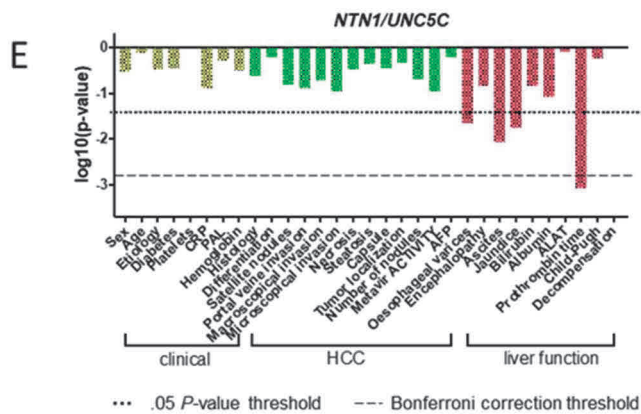 NTN1/UNC5C
E
0
-1
-2
-3
log10(p-value)
Sex
Age
Etiology
Diabetes
Platelets
CRP
PAL
Hemoglobin
Histology
Differentiation
Satellite nodules
Portal veine invasion
Macroscopical invasion
Microscopical invasion
Necrosis
Steatosis
Capsule
Tumor localization
Number of nodules
Metavir ACTIVITY
AFP
Oesophageal varices
Encephalopathy
Ascites
Jaundice
Bilirubin
Albumin
ALAT
Prothrombin time
Child-Pugh
Decompensation
clinical
HCC
liver function
.05 P-value threshold
Bonferroni correction threshold